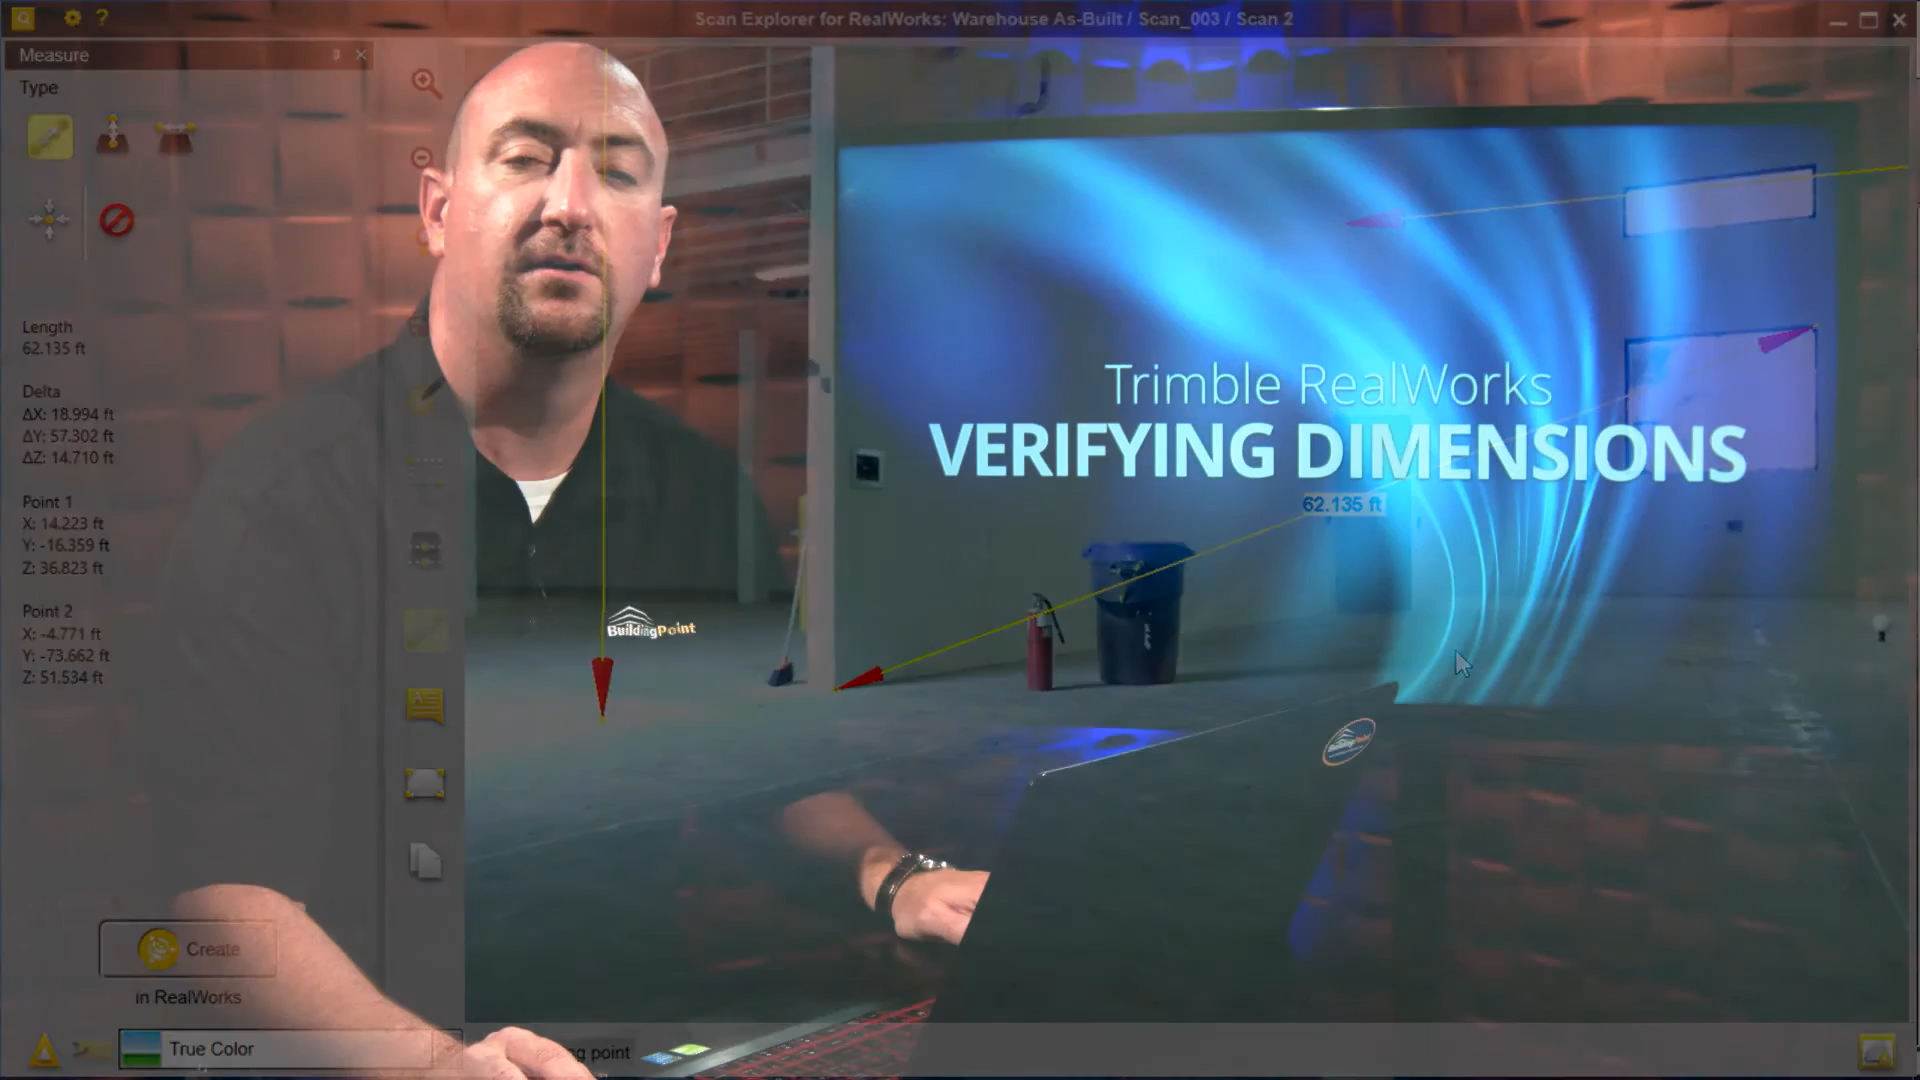 Scan Explorer for RealWorks: Warehouse As-Built / Scan_003 / Scan 2
Measure
Type
Length
62.135 ft
Delta
ΔX: 18.994 ft
ΔY: 57.302 ft
ΔZ: 14.710 ft
Point 1
X: 14.223 ft
Y: -16.359 ft
Z: 36.823 ft
Point 2
X: -4.771 ft
Y: -73.662 ft
Z: 51.534 ft
Create
in RealWorks
True Color
point
Trimble RealWorks
VERIFYING DIMENSIONS
62.135 ft
BuildingPoint
BuildingPoint